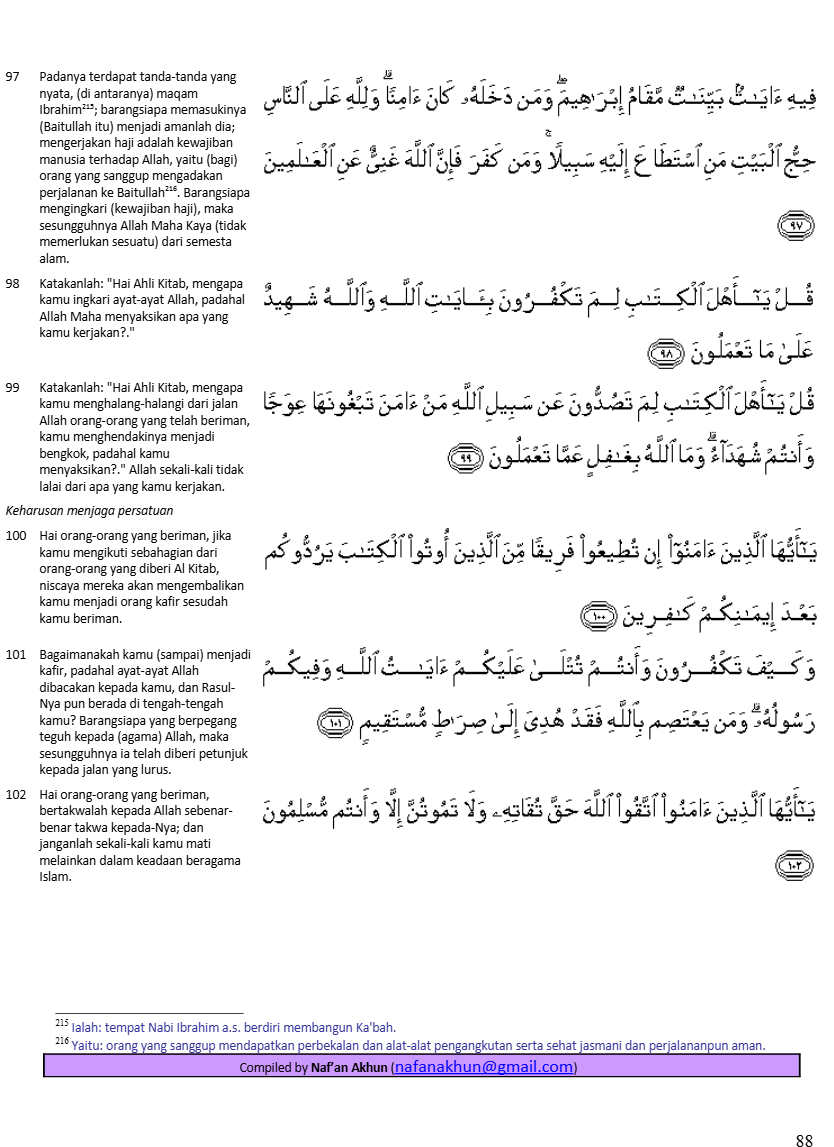 97 Padanya terdapat tanda-tanda yang
nyata, (di antaranya) maqam
Ibrahim²¹⁵; barangsiapa memasukinya
(Baitullah itu) menjadi amanlah dia;
mengerjakan haji adalah kewajiban
manusia terhadap Allah, yaitu (bagi)
orang yang sanggup mengadakan
perjalanan ke Baitullah²¹⁶. Barangsiapa
mengingkari (kewajiban haji), maka
sesungguhnya Allah Maha Kaya (tidak
memerlukan sesuatu) dari semesta
alam.
فِيهِ ءَايَـٰتٌۢ بَيِّنَـٰتٌ مَّقَامُ إِبْرَٰهِيمَ ۖ وَمَن دَخَلَهُۥ كَانَ ءَامِنًا ۗ وَلِلَّهِ عَلَى ٱلنَّاسِ
حِجُّ ٱلْبَيْتِ مَنِ ٱسْتَطَاعَ إِلَيْهِ سَبِيلًا ۚ وَمَن كَفَرَ فَإِنَّ ٱللَّهَ غَنِىٌّ عَنِ ٱلْعَـٰلَمِينَ
٩٧
98 Katakanlah: "Hai Ahli Kitab, mengapa
kamu ingkari ayat-ayat Allah, padahal
Allah Maha menyaksikan apa yang
kamu kerjakan?."
قُلْ يَـٰٓأَهْلَ ٱلْكِتَـٰبِ لِمَ تَكْفُرُونَ بِـَٔايَـٰتِ ٱللَّهِ وَٱللَّهُ شَهِيدٌ
عَلَىٰ مَا تَعْمَلُونَ ٩٨
99 Katakanlah: "Hai Ahli Kitab, mengapa
kamu menghalang-halangi dari jalan
Allah orang-orang yang telah beriman,
kamu menghendakinya menjadi
bengkok, padahal kamu
menyaksikan?." Allah sekali-kali tidak
lalai dari apa yang kamu kerjakan.
قُلْ يَـٰٓأَهْلَ ٱلْكِتَـٰبِ لِمَ تَصُدُّونَ عَن سَبِيلِ ٱللَّهِ مَنْ ءَامَنَ تَبْغُونَهَا عِوَجًا
وَأَنتُمْ شُهَدَآءُ ۗ وَمَا ٱللَّهُ بِغَـٰفِلٍ عَمَّا تَعْمَلُونَ ٩٩
Keharusan menjaga persatuan
100 Hai orang-orang yang beriman, jika
kamu mengikuti sebahagian dari
orang-orang yang diberi Al Kitab,
niscaya mereka akan mengembalikan
kamu menjadi orang kafir sesudah
kamu beriman.
يَـٰٓأَيُّهَا ٱلَّذِينَ ءَامَنُوٓا۟ إِن تُطِيعُوا۟ فَرِيقًا مِّنَ ٱلَّذِينَ أُوتُوا۟ ٱلْكِتَـٰبَ يَرُدُّوكُم
بَعْدَ إِيمَـٰنِكُمْ كَـٰفِرِينَ ١٠٠
101 Bagaimanakah kamu (sampai) menjadi
kafir, padahal ayat-ayat Allah
dibacakan kepada kamu, dan Rasul-
Nya pun berada di tengah-tengah
kamu? Barangsiapa yang berpegang
teguh kepada (agama) Allah, maka
sesungguhnya ia telah diberi petunjuk
kepada jalan yang lurus.
وَكَيْفَ تَكْفُرُونَ وَأَنتُمْ تُتْلَىٰ عَلَيْكُمْ ءَايَـٰتُ ٱللَّهِ وَفِيكُمْ
رَسُولُهُۥ ۗ وَمَن يَعْتَصِم بِٱللَّهِ فَقَدْ هُدِىَ إِلَىٰ صِرَٰطٍ مُّسْتَقِيمٍ ١٠١
102 Hai orang-orang yang beriman,
bertakwalah kepada Allah sebenar-
benar takwa kepada-Nya; dan
janganlah sekali-kali kamu mati
melainkan dalam keadaan beragama
Islam.
يَـٰٓأَيُّهَا ٱلَّذِينَ ءَامَنُوا۟ ٱتَّقُوا۟ ٱللَّهَ حَقَّ تُقَاتِهِۦ وَلَا تَمُوتُنَّ إِلَّا وَأَنتُم مُّسْلِمُونَ
١٠٢
²¹⁵ Ialah: tempat Nabi Ibrahim a.s. berdiri membangun Ka'bah.
²¹⁶ Yaitu: orang yang sanggup mendapatkan perbekalan dan alat-alat pengangkutan serta sehat jasmani dan perjalananpun aman.
Compiled by Naf’an Akhun (nafanakhun@gmail.com)
88